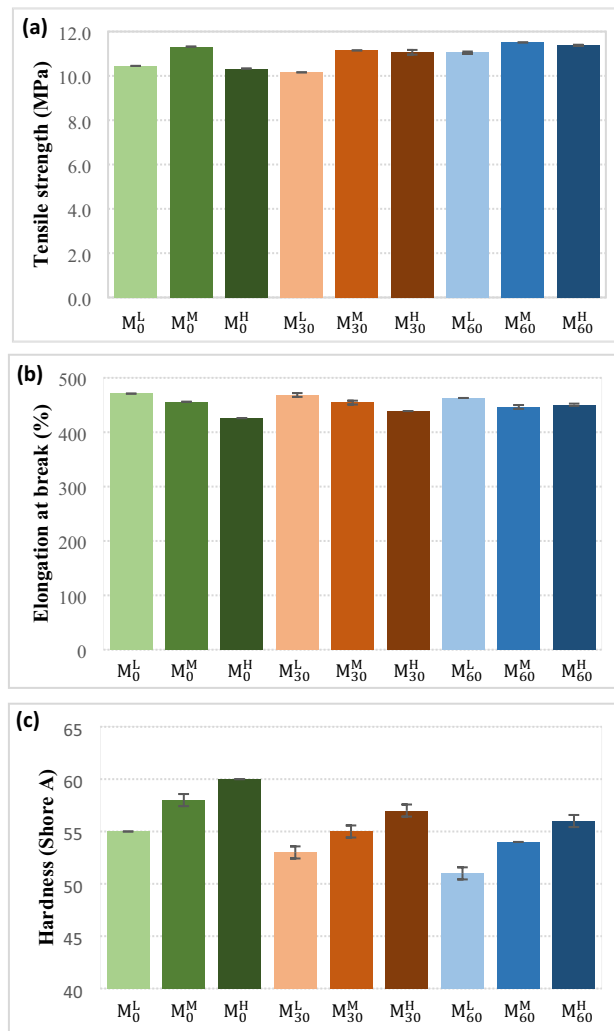 (a)
Tensile strength (MPa)
12.0
10.0
8.0
6.0
4.0
2.0
0.0
M₀ᴸ M₀ᴹ M₀ᴴ M₃₀ᴸ M₃₀ᴹ M₃₀ᴴ M₆₀ᴸ M₆₀ᴹ M₆₀ᴴ
(b)
Elongation at break (%)
500
400
300
200
100
0
M₀ᴸ M₀ᴹ M₀ᴴ M₃₀ᴸ M₃₀ᴹ M₃₀ᴴ M₆₀ᴸ M₆₀ᴹ M₆₀ᴴ
(c)
Hardness (Shore A)
65
60
55
50
45
40
M₀ᴸ M₀ᴹ M₀ᴴ M₃₀ᴸ M₃₀ᴹ M₃₀ᴴ M₆₀ᴸ M₆₀ᴹ M₆₀ᴴ